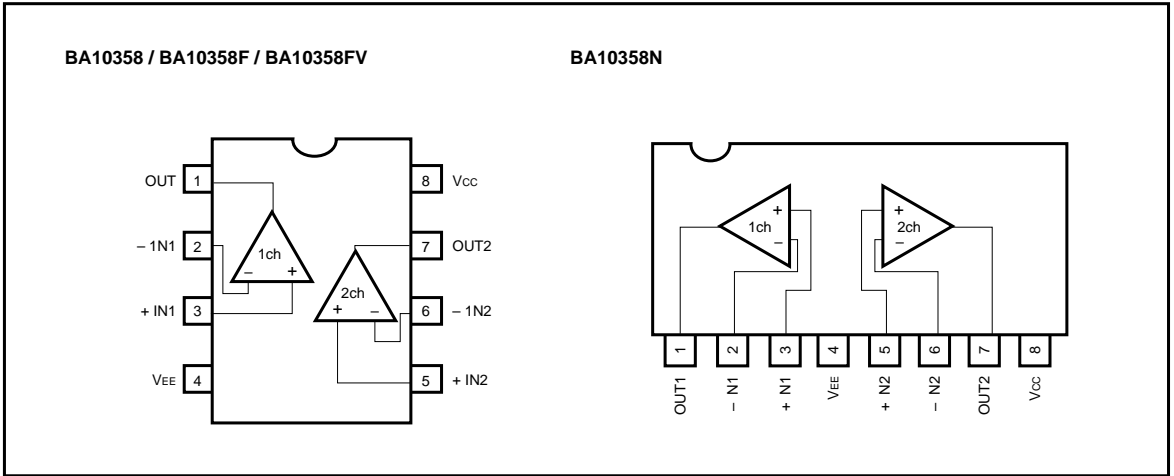 BA10358 / BA10358F / BA10358FV
OUT 1
– 1N1 2
+ IN1 3
VEE 4
8 Vcc
7 OUT2
6 – 1N2
5 + IN2
1ch
– +
2ch
+ –
BA10358N
1ch
+
–
2ch
+
–
1 2 3 4 5 6 7 8
OUT1
– N1
+ N1
VEE
+ N2
– N2
OUT2
Vcc